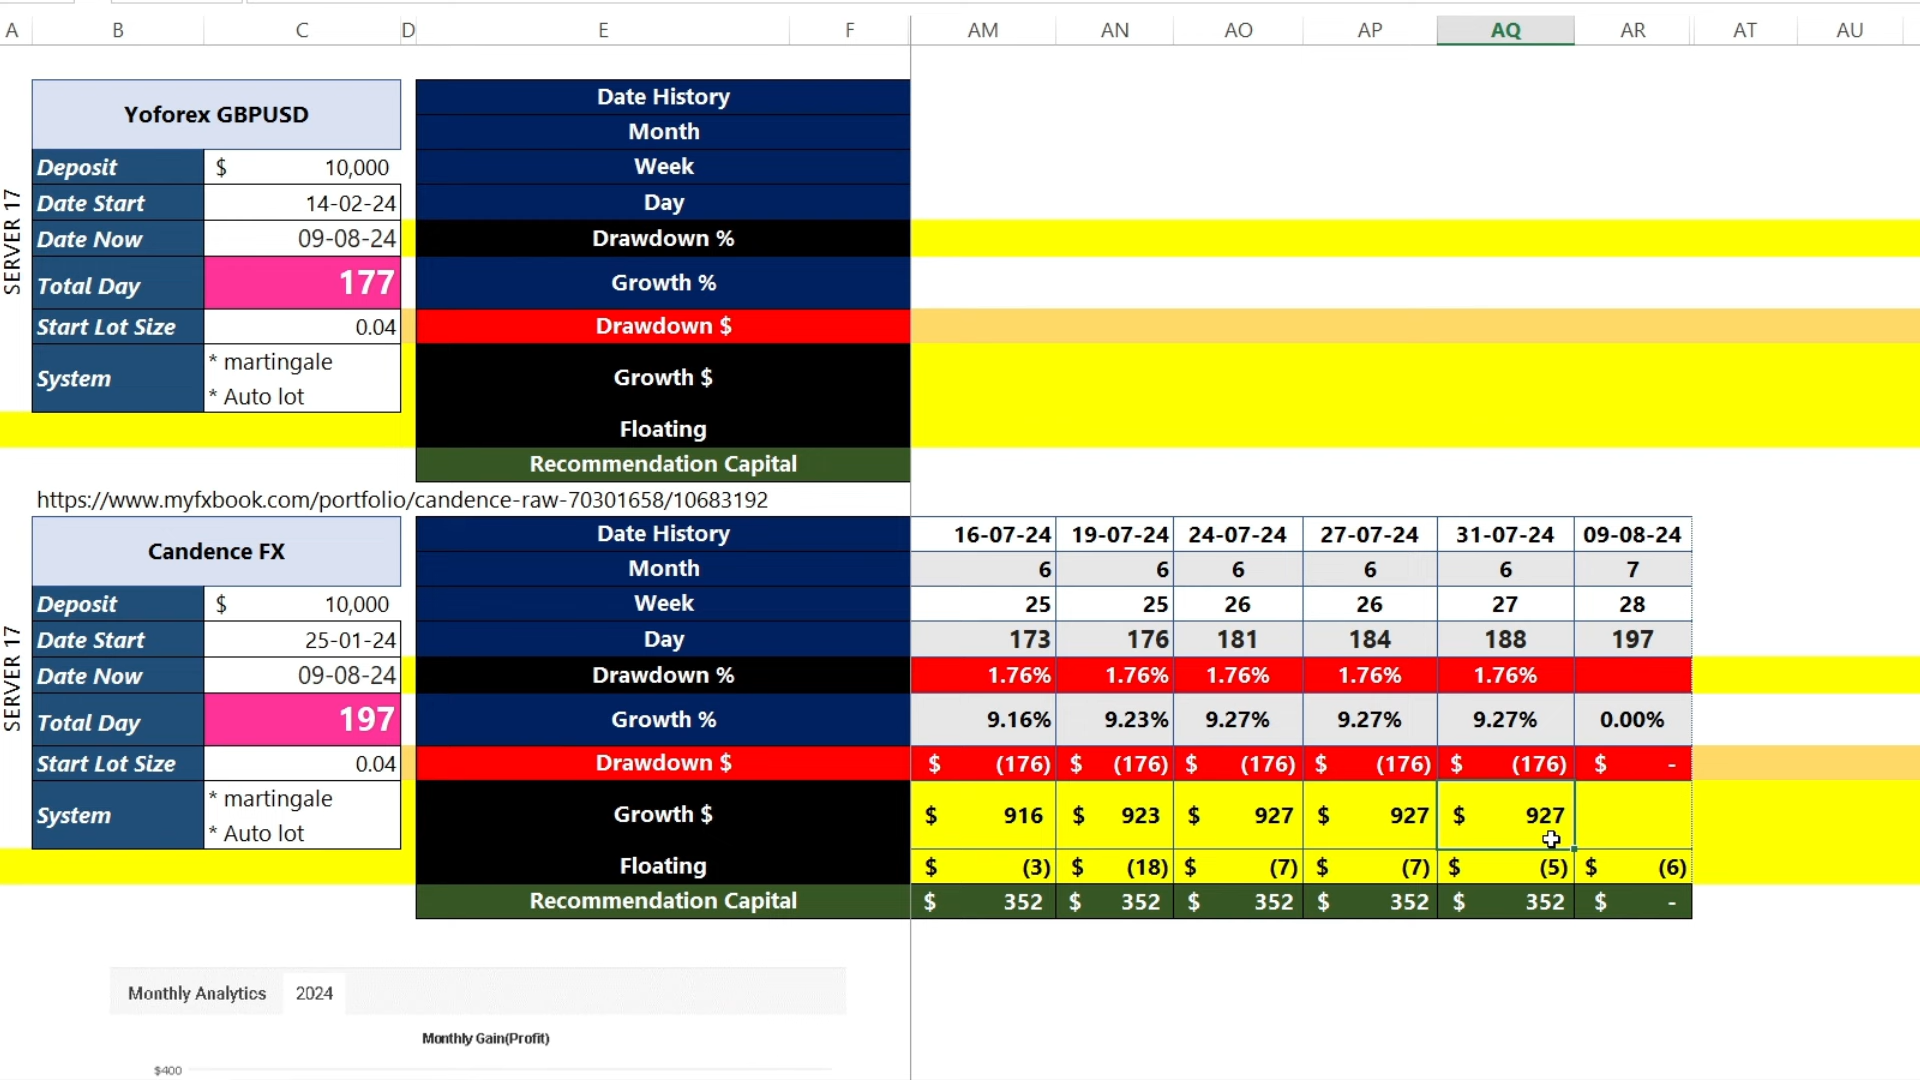 A B C D E F AM AN AO AP AQ AR AT AU
Yoforex GBPUSD
SERVER 17
Deposit $ 10,000
Date Start 14-02-24
Date Now 09-08-24
Total Day 177
Start Lot Size 0.04
System * martingale
* Auto lot
Date History
Month
Week
Day
Drawdown %
Growth %
Drawdown $
Growth $
Floating
Recommendation Capital
https://www.myfxbook.com/portfolio/candence-raw-70301658/10683192
Candence FX
SERVER 17
Deposit $ 10,000
Date Start 25-01-24
Date Now 09-08-24
Total Day 197
Start Lot Size 0.04
System * martingale
* Auto lot
Date History 16-07-24 19-07-24 24-07-24 27-07-24 31-07-24 09-08-24
Month 6 6 6 6 6 7
Week 25 25 26 26 27 28
Day 173 176 181 184 188 197
Drawdown % 1.76% 1.76% 1.76% 1.76% 1.76%
Growth % 9.16% 9.23% 9.27% 9.27% 9.27% 0.00%
Drawdown $ $ (176) $ (176) $ (176) $ (176) $ (176) $ -
Growth $ $ 916 $ 923 $ 927 $ 927 $ 927
Floating $ (3) $ (18) $ (7) $ (7) $ (5) $ (6)
Recommendation Capital $ 352 $ 352 $ 352 $ 352 $ 352 $ -
Monthly Analytics 2024
Monthly Gain(Profit)
$400